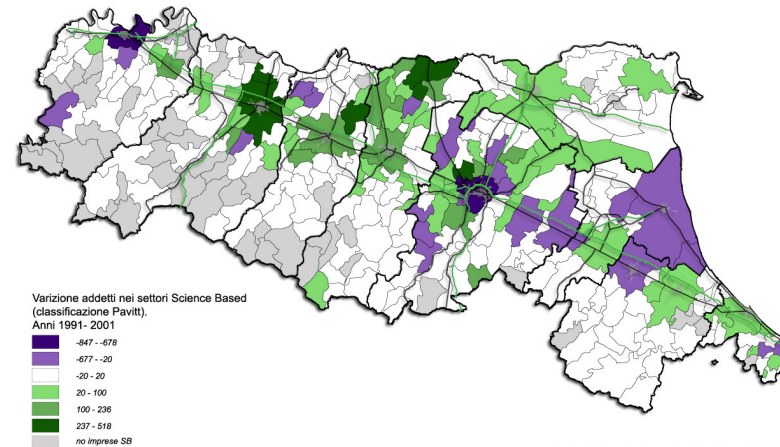 Varizione addetti nei settori Science Based
(classificazione Pavitt).
Anni 1991- 2001
-847 - -678
-677 - -20
-20 - 20
20 - 100
100 - 236
237 - 518
no imprese SB